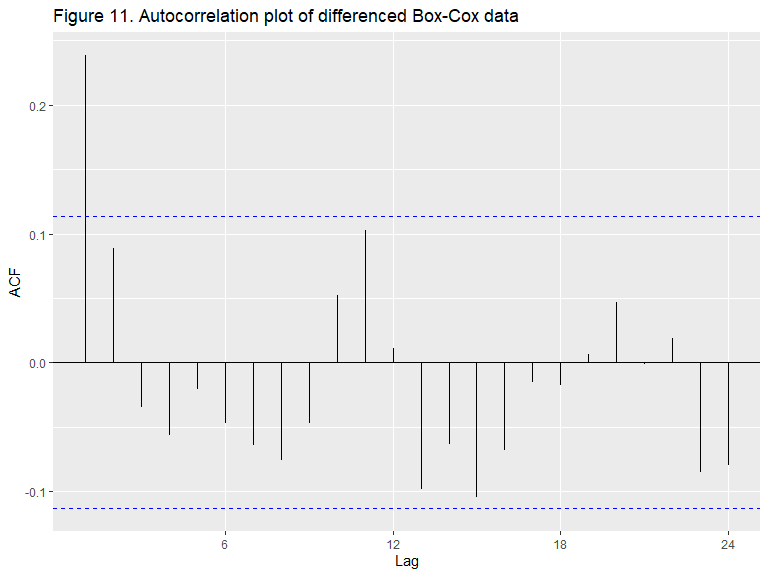 Figure 11. Autocorrelation plot of differenced Box-Cox data
ACF
0.2
0.1
0.0
-0.1
6 12 18 24
Lag